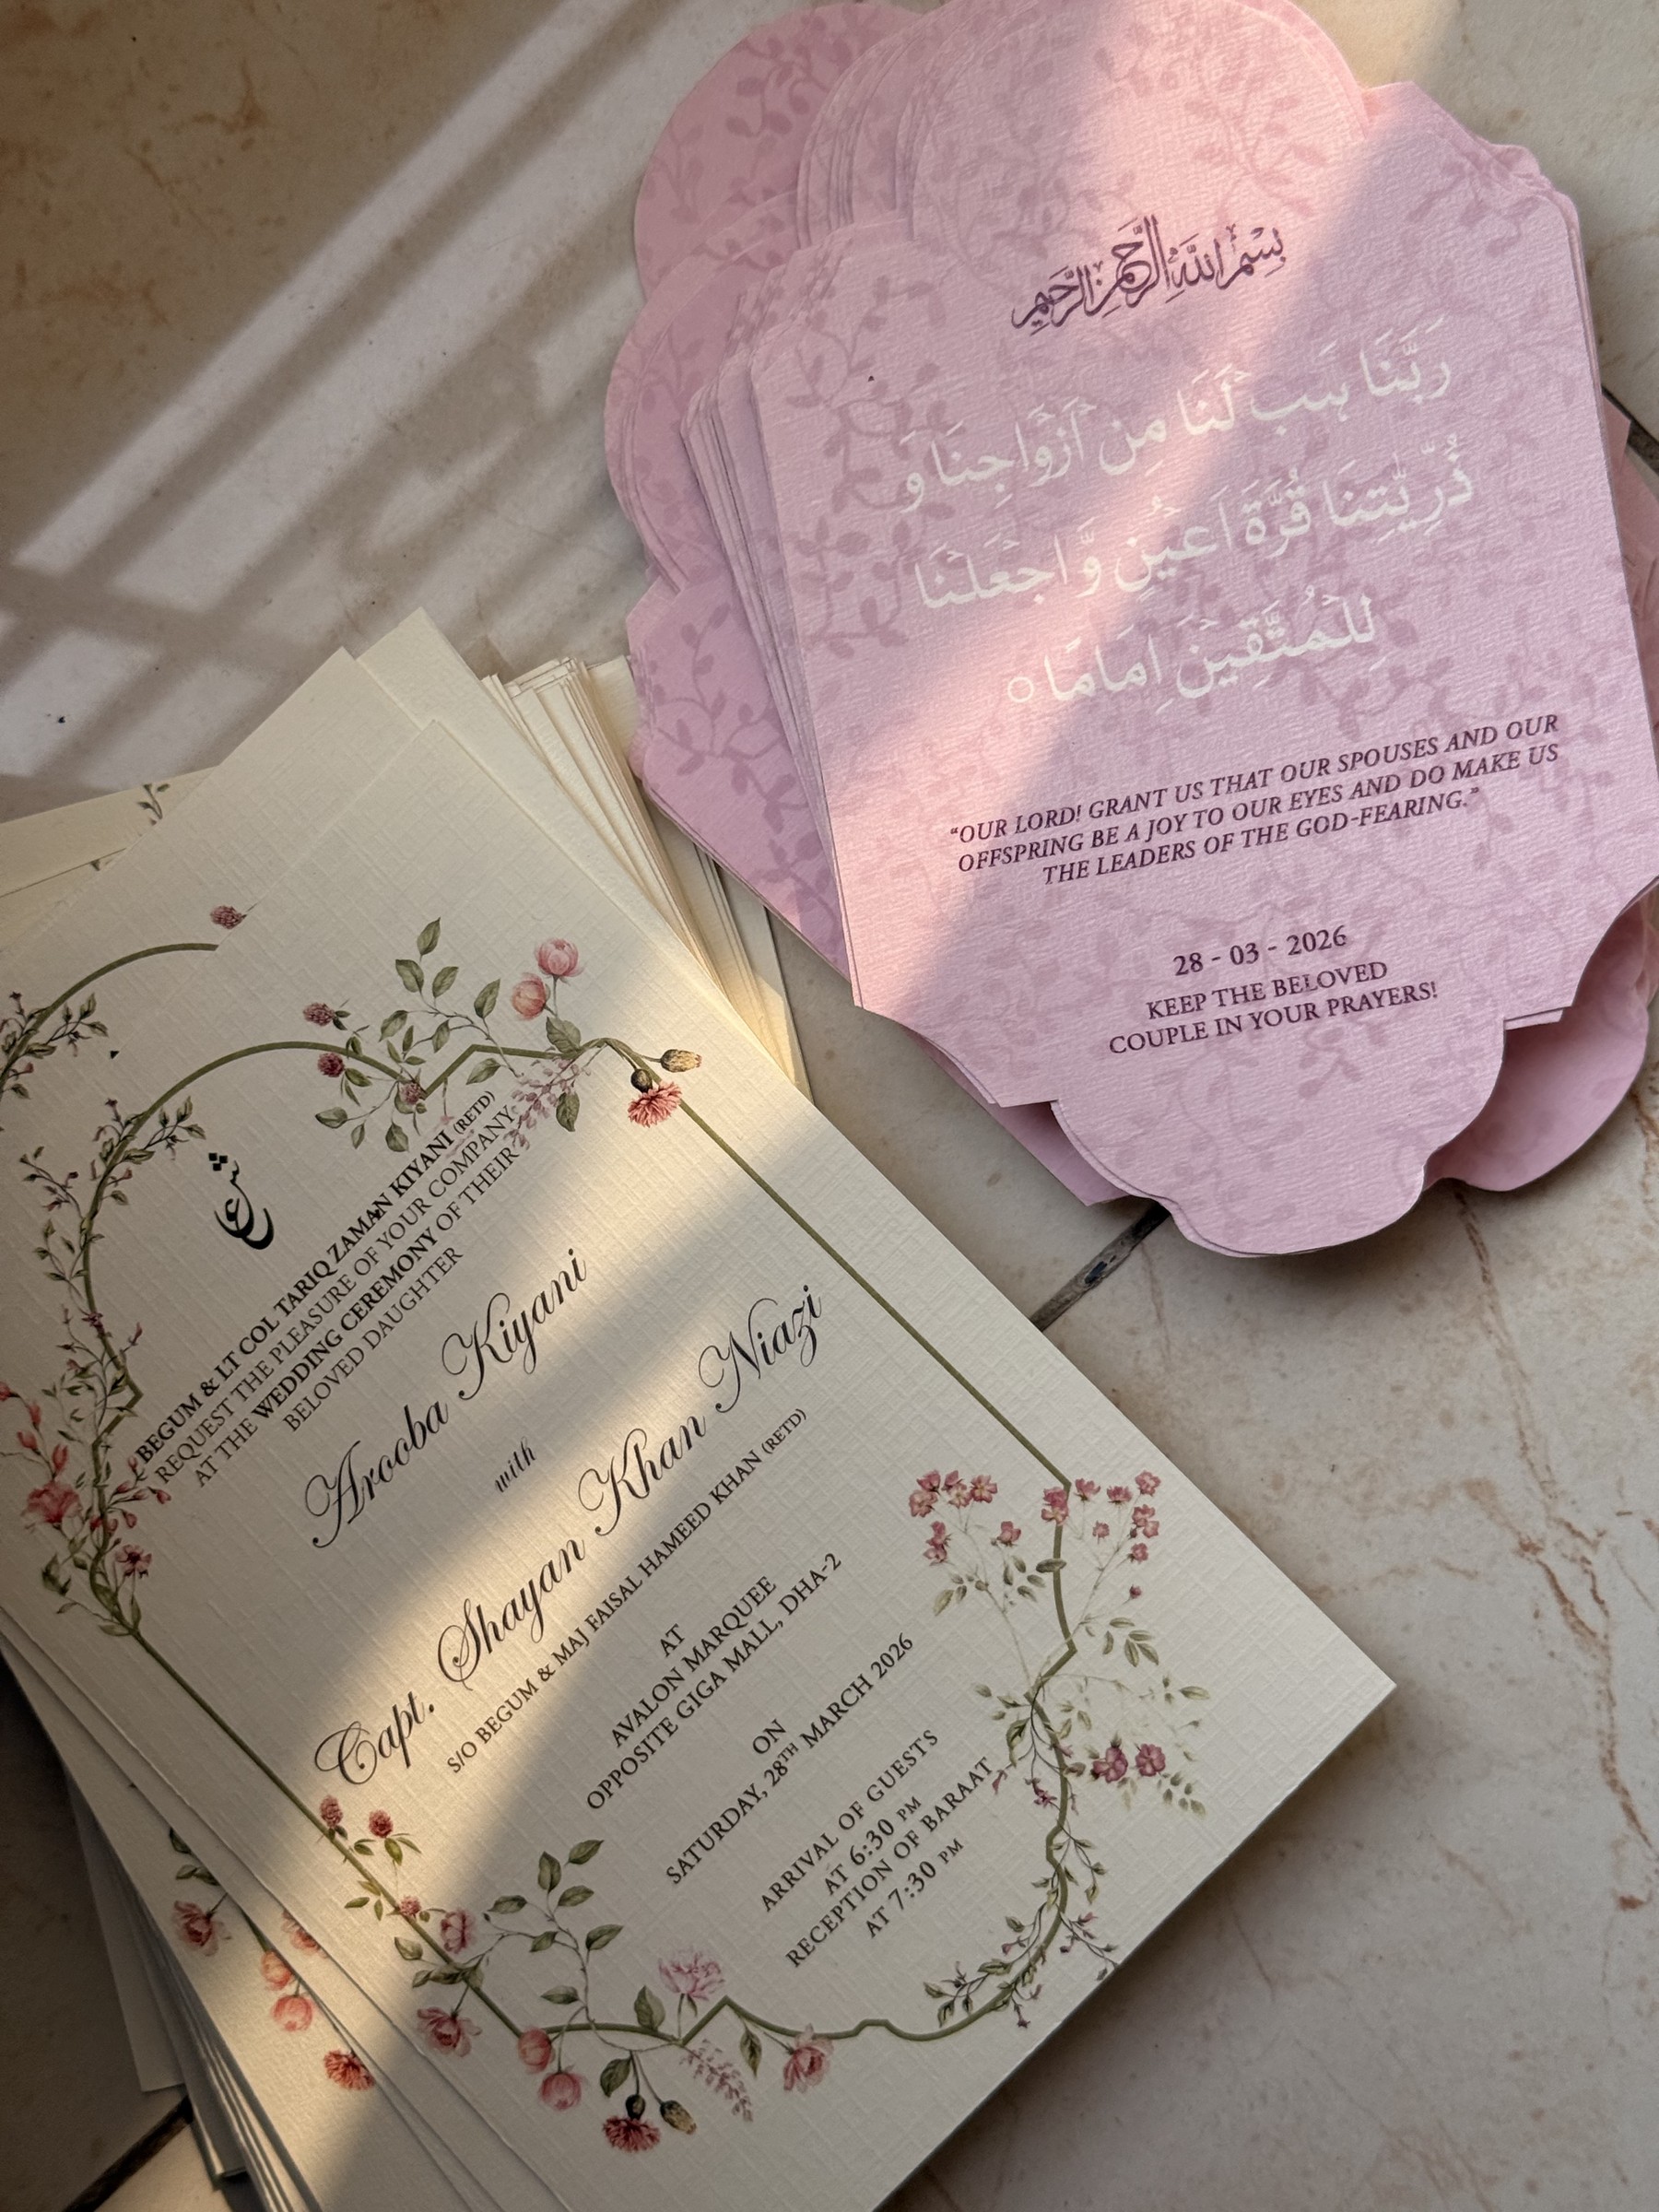 بِسْمِ اللهِ الرَّحْمٰنِ الرَّحِيْمِ
رَبَّنَا ہَبۡ لَنَا مِنۡ اَزۡوَاجِنَا وَ
ذُرِّیّٰتِنَا قُرَّۃَ اَعۡیُنٍ وَّ اجۡعَلۡنَا
لِلۡمُتَّقِیۡنَ اِمَامًا ○
“OUR LORD! GRANT US THAT OUR SPOUSES AND OUR
OFFSPRING BE A JOY TO OUR EYES AND DO MAKE US
THE LEADERS OF THE GOD-FEARING.”
28 - 03 - 2026
KEEP THE BELOVED
COUPLE IN YOUR PRAYERS!
ش ع
BEGUM & LT COL TARIQ ZAMAN KIYANI (RETD)
REQUEST THE PLEASURE OF YOUR COMPANY
AT THE WEDDING CEREMONY OF THEIR
BELOVED DAUGHTER
Arooba Kiyani
with
Capt. Shayan Khan Niazi
S/O BEGUM & MAJ FAISAL HAMEED KHAN (RETD)
AT
AVALON MARQUEE
OPPOSITE GIGA MALL, DHA-2
ON
SATURDAY, 28TH MARCH 2026
ARRIVAL OF GUESTS
AT 6:30 PM
RECEPTION OF BARAAT
AT 7:30 PM